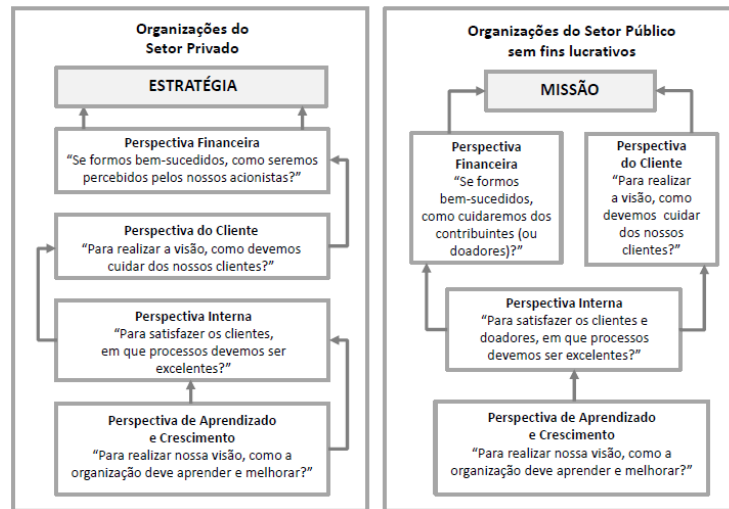 Organizações do
Setor Privado
ESTRATÉGIA
Perspectiva Financeira
“Se formos bem-sucedidos, como seremos
percebidos pelos nossos acionistas?”
Perspectiva do Cliente
“Para realizar a visão, como devemos
cuidar dos nossos clientes?”
Perspectiva Interna
“Para satisfazer os clientes,
em que processos devemos ser
excelentes?”
Perspectiva de Aprendizado
e Crescimento
“Para realizar nossa visão, como a
organização deve aprender e melhorar?”
Organizações do Setor Público
sem fins lucrativos
MISSÃO
Perspectiva
Financeira
“Se formos
bem-sucedidos,
como cuidaremos dos
contribuintes (ou
doadores)?”
Perspectiva
do Cliente
“Para realizar
a visão, como
devemos cuidar
dos nossos
clientes?”
Perspectiva Interna
“Para satisfazer os clientes e
doadores, em que processos
devemos ser excelentes?”
Perspectiva de Aprendizado
e Crescimento
“Para realizar nossa visão, como a
organização deve aprender e melhorar?”